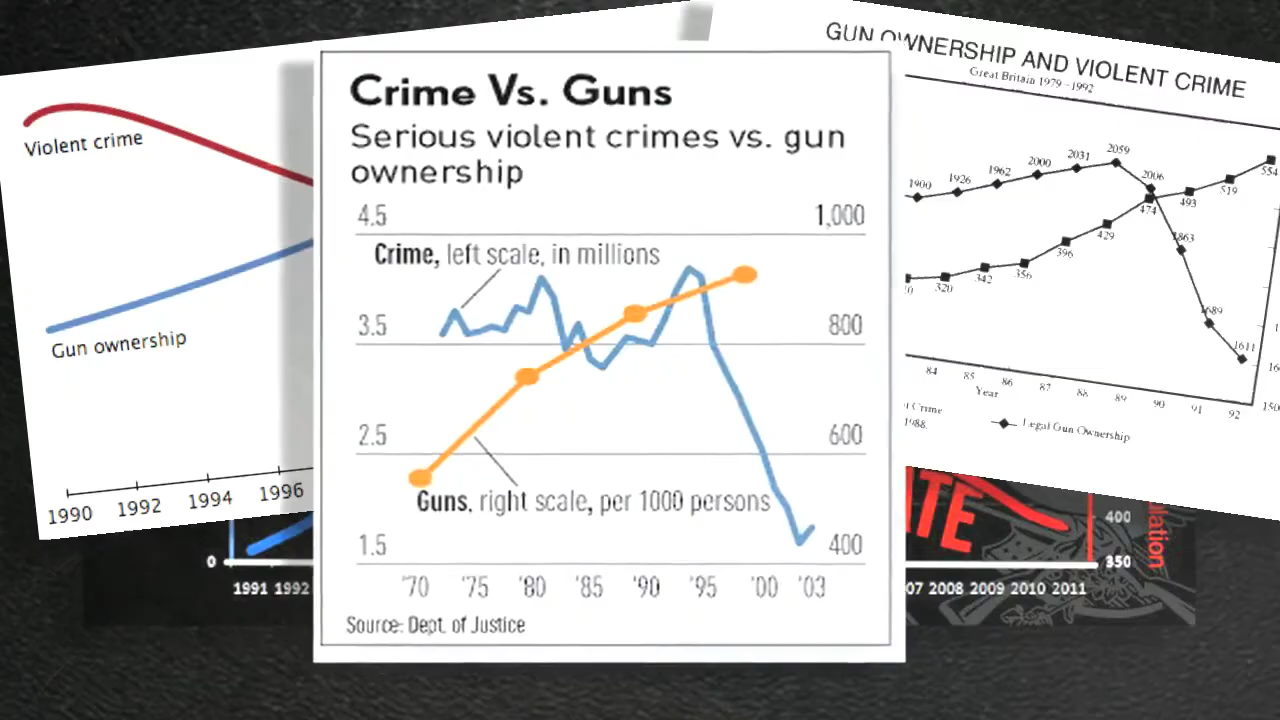 Violent crime
Gun ownership
1990 1992 1994 1996
0
1991 1992
Crime Vs. Guns
Serious violent crimes vs. gun
ownership
4.5 1,000
Crime, left scale, in millions
3.5 800
2.5 600
Guns, right scale, per 1000 persons
1.5 400
'70 '75 '80 '85 '90 '95 '00 '03
Source: Dept. of Justice
GUN OWNERSHIP AND VIOLENT CRIME
Great Britain 1979-1992
1900 1926 1962 2000 2031 2059 2006 1863 1689 1611
320 342 356 396 429 474 493 519 554
84 85 86 87 88 89 90 91 92
Year
Crime
1988.
Legal Gun Ownership
400
350
07 2008 2009 2010 2011